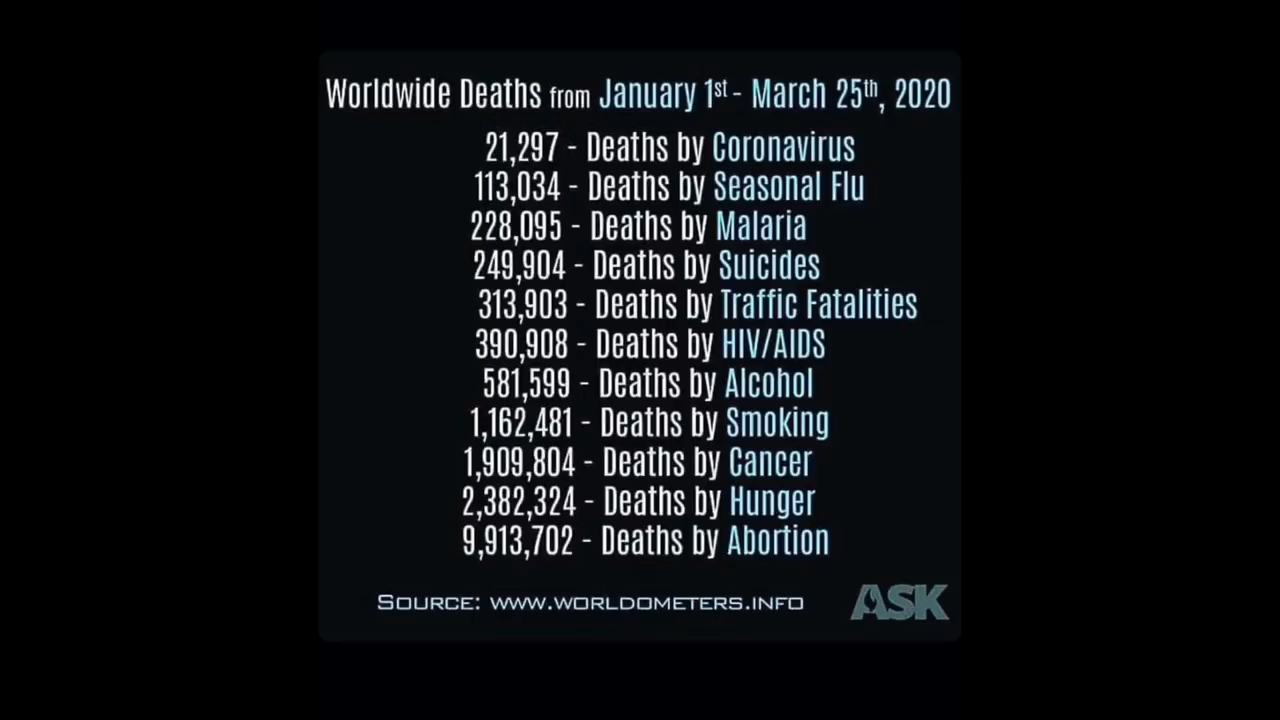 Worldwide Deaths from January 1st - March 25th, 2020
21,297 - Deaths by Coronavirus
113,034 - Deaths by Seasonal Flu
228,095 - Deaths by Malaria
249,904 - Deaths by Suicides
313,903 - Deaths by Traffic Fatalities
390,908 - Deaths by HIV/AIDS
581,599 - Deaths by Alcohol
1,162,481 - Deaths by Smoking
1,909,804 - Deaths by Cancer
2,382,324 - Deaths by Hunger
9,913,702 - Deaths by Abortion
Source: www.worldometers.info
ASK